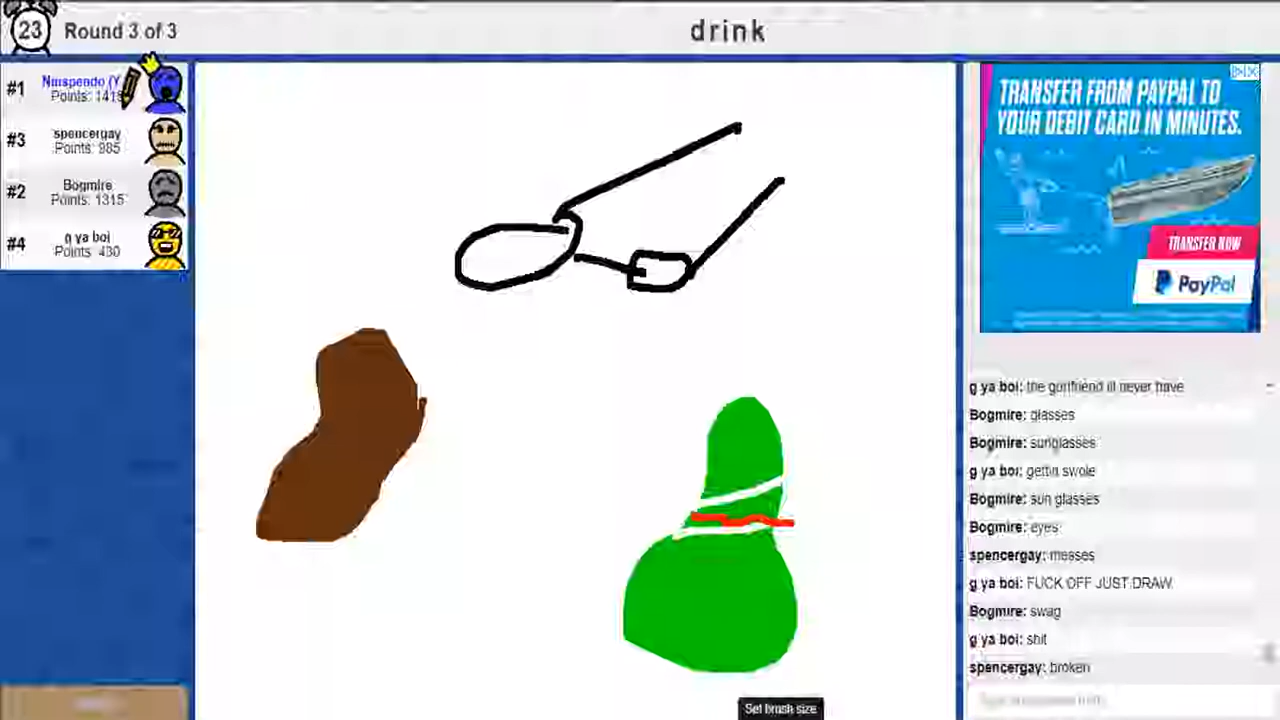 23
Round 3 of 3
drink
#1
Ninspendo (Y
Points: 1415
#3
spencergay
Points: 985
#2
Bogmire
Points: 1315
#4
g ya boi
Points: 430
TRANSFER FROM PAYPAL TO
YOUR DEBIT CARD IN MINUTES.
TRANSFER NOW
PayPal
g ya boi: the gurlfriend ill never have
Bogmire: glasses
Bogmire: sunglasses
g ya boi: gettin swole
Bogmire: sun glasses
Bogmire: eyes
spencergay: messes
g ya boi: FUCK OFF JUST DRAW
Bogmire: swag
g ya boi: shit
spencergay: broken
Set brush size